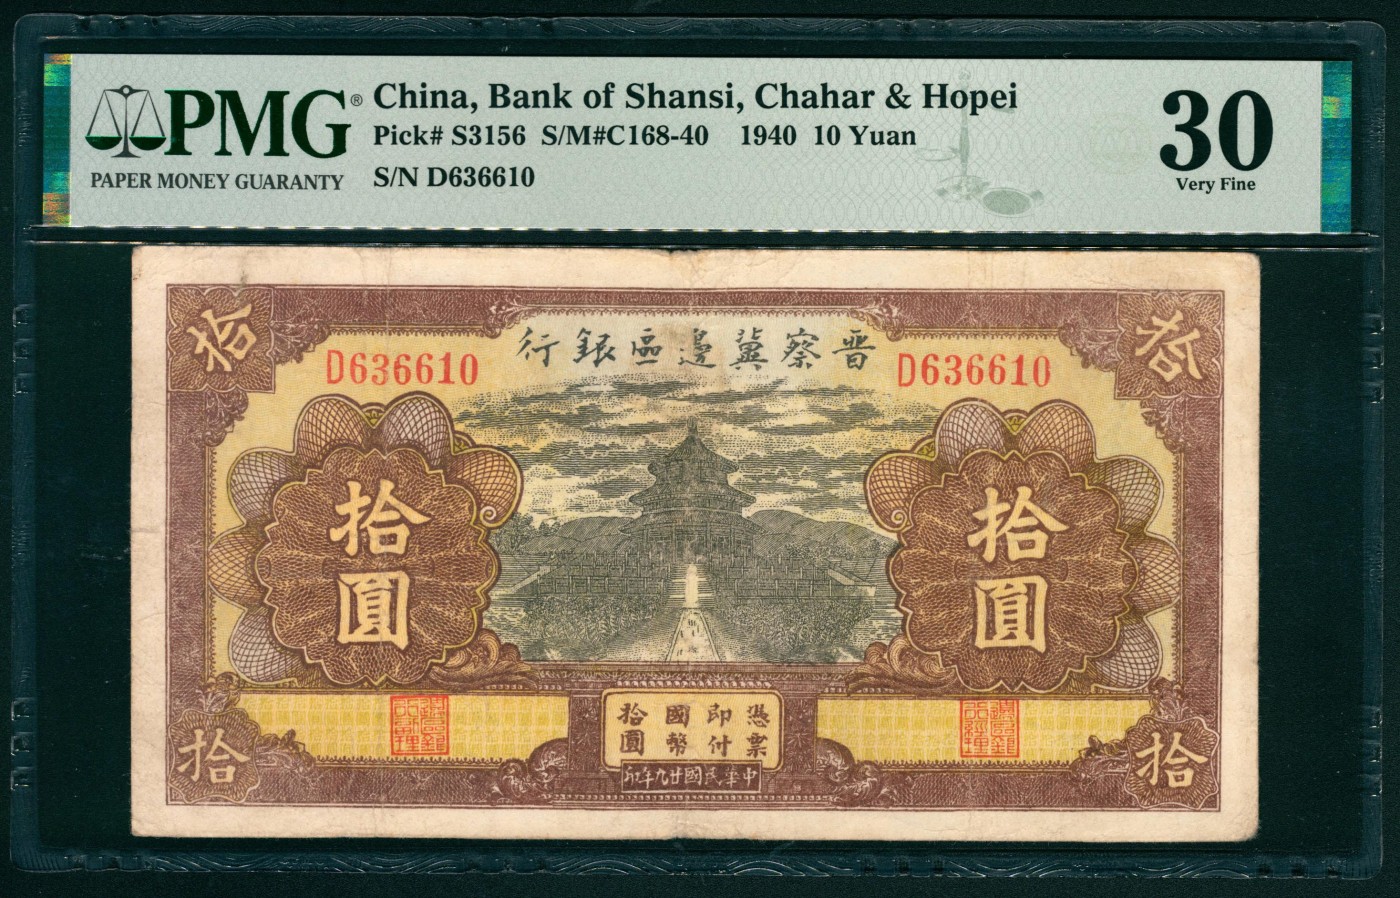 PMG®
PAPER MONEY GUARANTY
China, Bank of Shansi, Chahar & Hopei
Pick# S3156 S/M#C168-40 1940 10 Yuan
S/N D636610
30
Very Fine
拾
拾
晋察冀邊區銀行
D636610
D636610
拾圓
拾圓
憑票
即付
國幣
拾圓
中華民國廿九年印
拾
拾